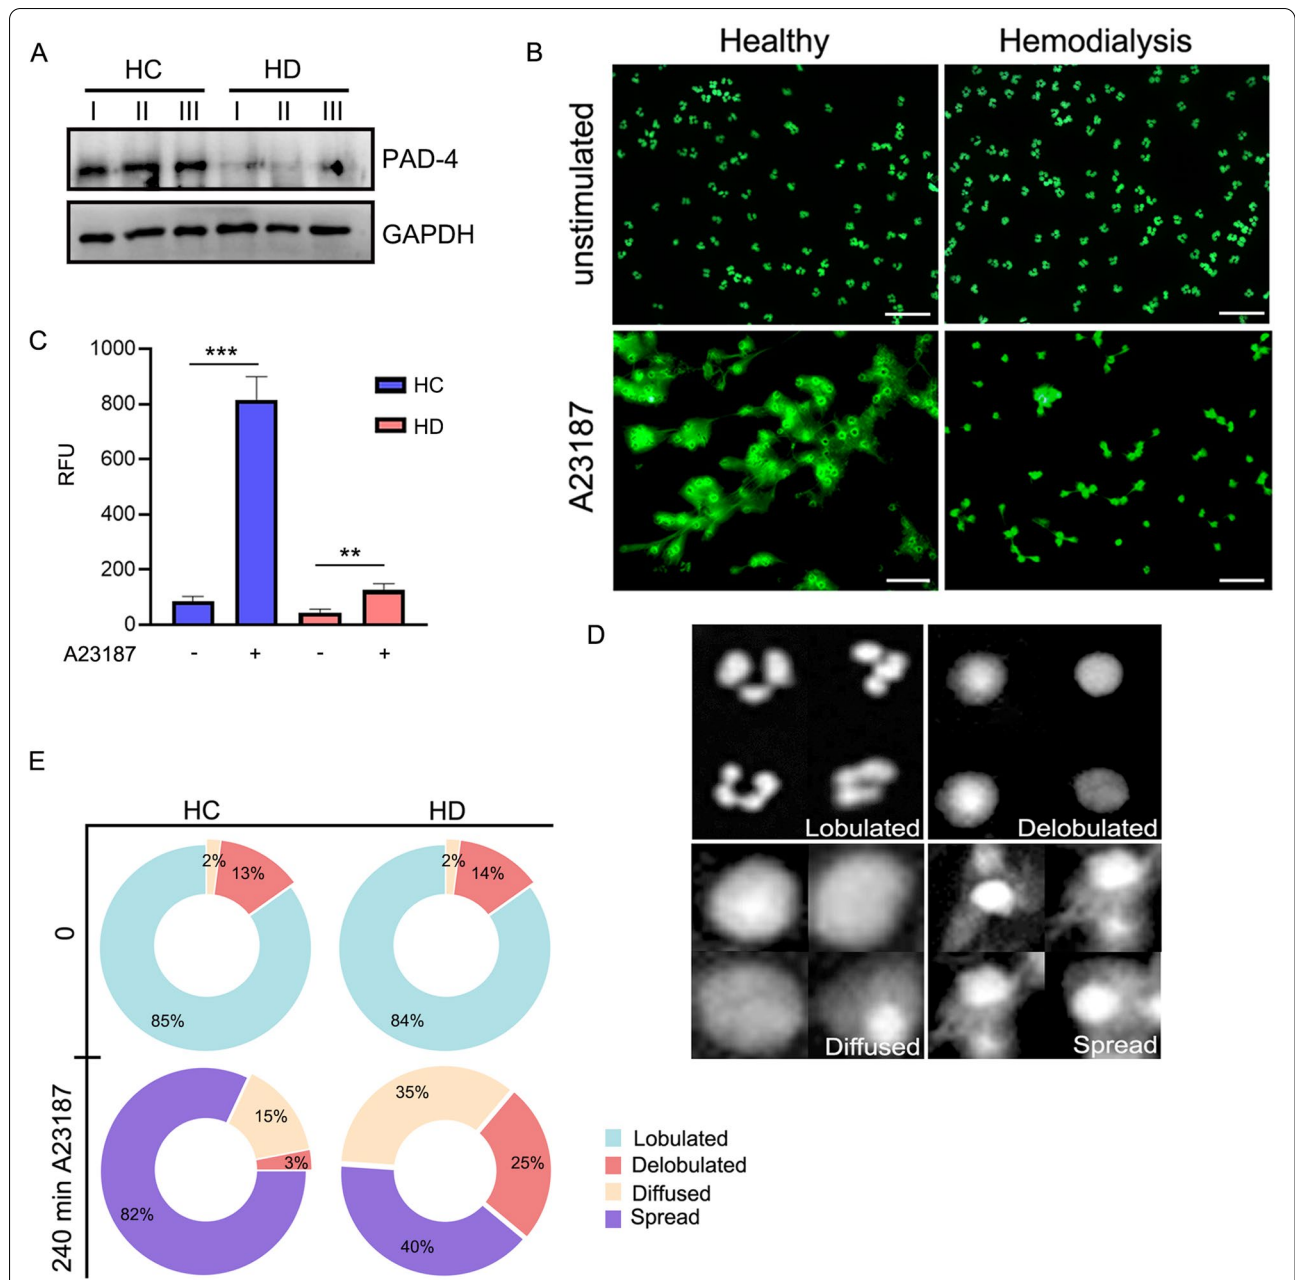 A
HC HD
I II III I II III
PAD-4
GAPDH
B
Healthy Hemodialysis
unstimulated
A23187
C
1000
800
600
400
200
0
RFU
***
**
HC
HD
A23187 - + - +
D
Lobulated Delobulated
Diffused Spread
E
HC HD
0
2% 13% 85%
2% 14% 84%
240 min A23187
15% 3% 82%
35% 25% 40%
Lobulated
Delobulated
Diffused
Spread